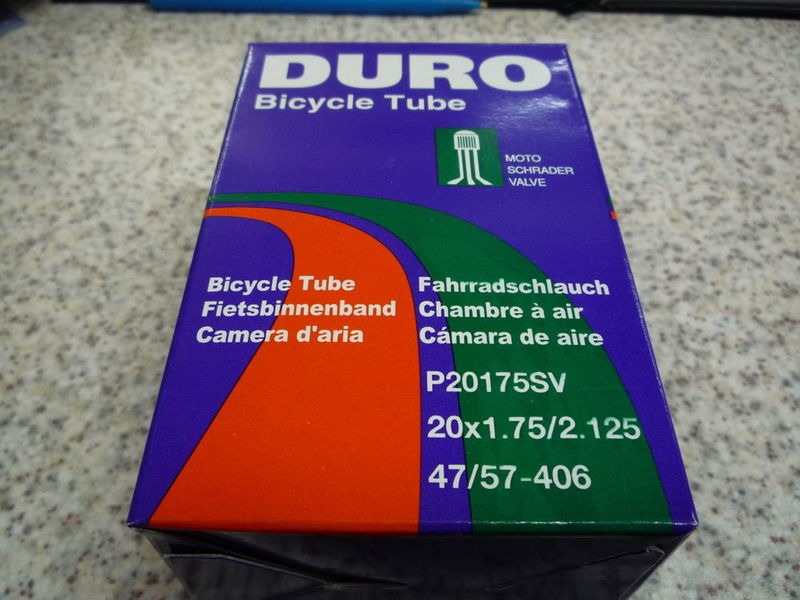 DURO
Bicycle Tube
MOTO
SCHRADER
VALVE
Bicycle Tube
Fietsbinnenband
Camera d'aria
Fahrradschlauch
Chambre à air
Cámara de aire
P20175SV
20x1.75/2.125
47/57-406